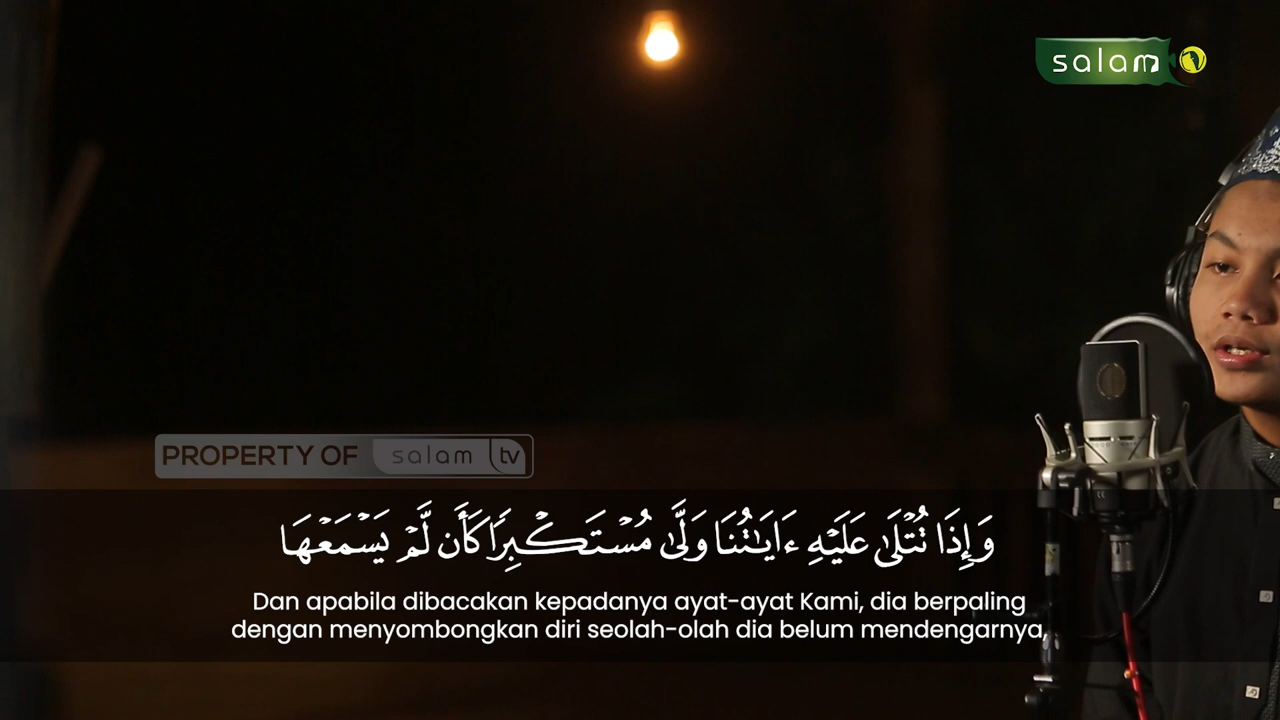 salam
PROPERTY OF salam tv
وَإِذَا تُتْلَىٰ عَلَيْهِ ءَايَٰتُنَا وَلَّىٰ مُسْتَكْبِرًا كَأَن لَّمْ يَسْمَعْهَا
Dan apabila dibacakan kepadanya ayat-ayat Kami, dia berpaling
dengan menyombongkan diri seolah-olah dia belum mendengarnya,